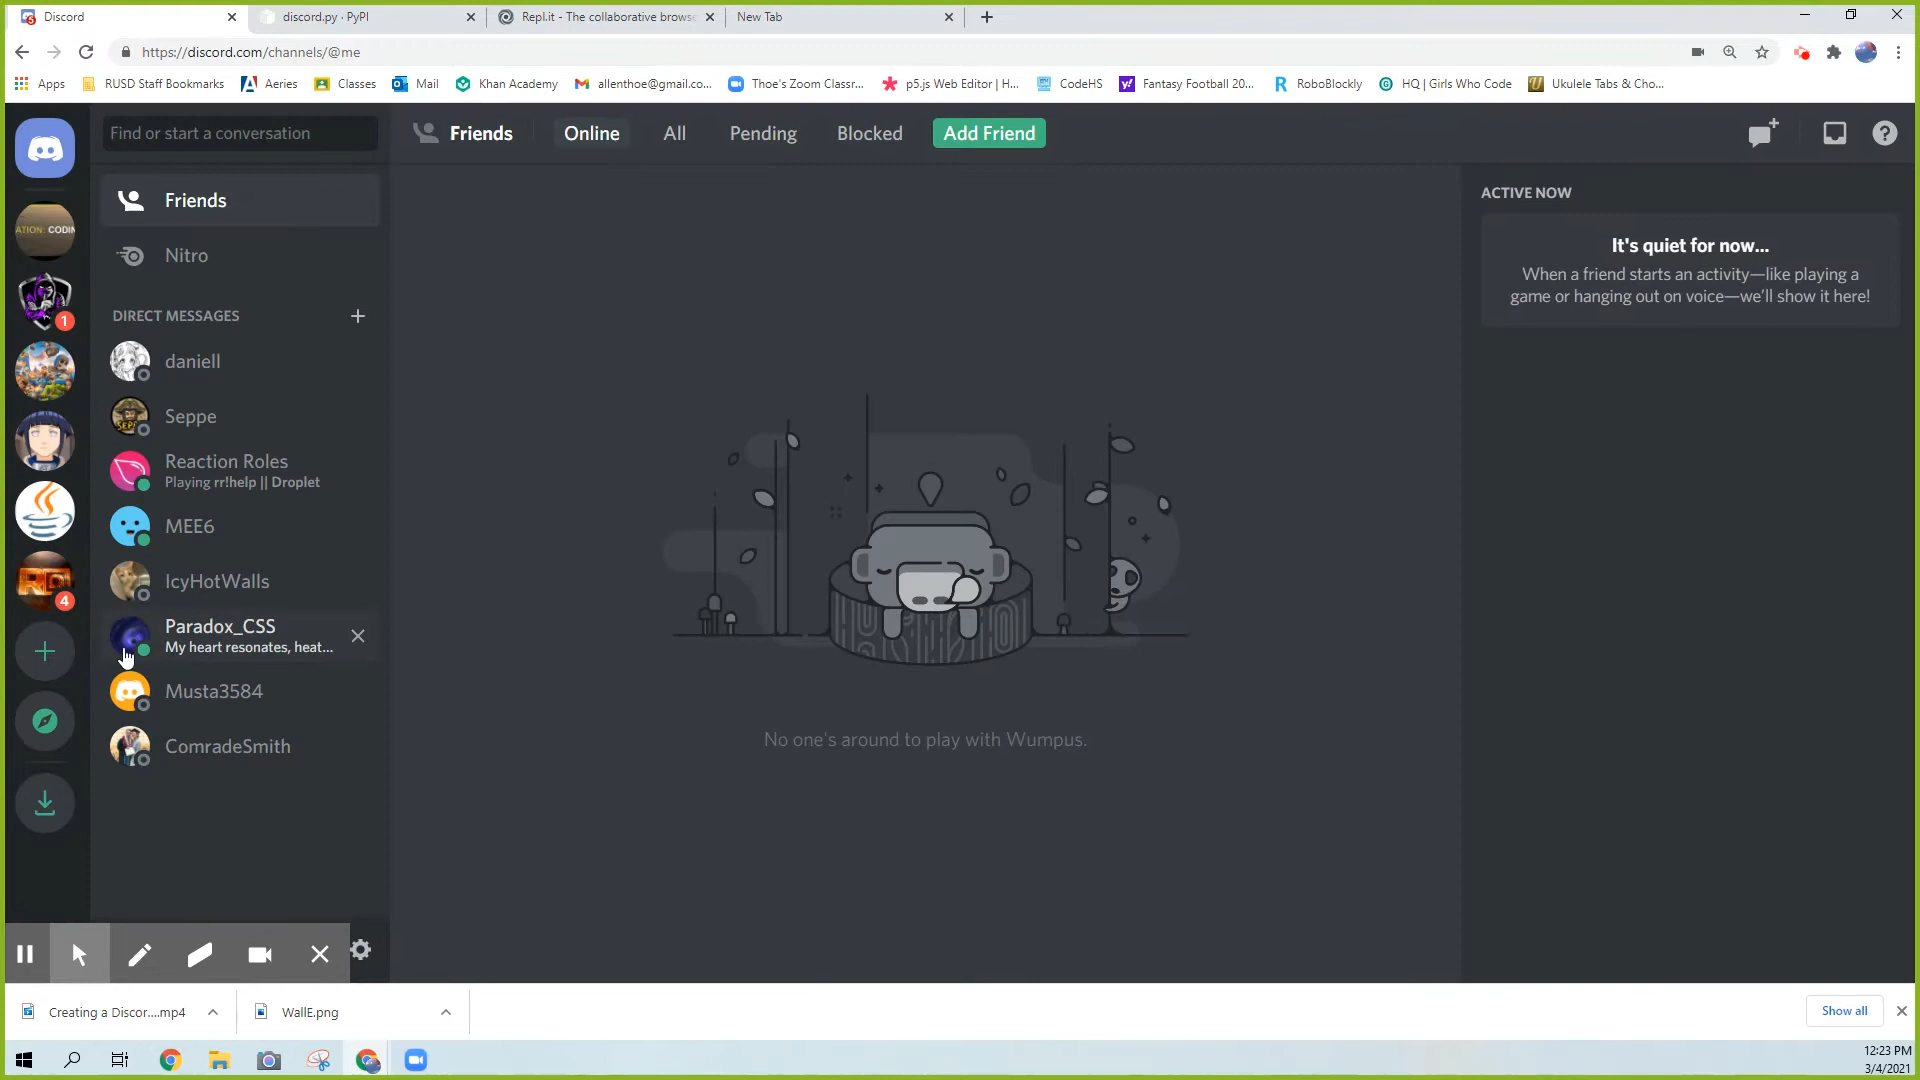 Discord
discord.py · PyPI
Repl.it - The collaborative browse
New Tab
https://discord.com/channels/@me
Apps
RUSD Staff Bookmarks
Aeries
Classes
Mail
Khan Academy
allenthoe@gmail.co...
Thoe's Zoom Classr...
p5.js Web Editor | H...
CodeHS
Fantasy Football 20...
RoboBlockly
HQ | Girls Who Code
Ukulele Tabs & Cho...
Find or start a conversation
Friends
Online
All
Pending
Blocked
Add Friend
Friends
Nitro
DIRECT MESSAGES
daniell
Seppe
Reaction Roles
Playing rr!help || Droplet
MEE6
IcyHotWalls
Paradox_CSS
My heart resonates, heat...
Musta3584
ComradeSmith
ATION: CODIN
1
4
ACTIVE NOW
It's quiet for now...
When a friend starts an activity—like playing a
game or hanging out on voice—we'll show it here!
No one's around to play with Wumpus.
Creating a Discor....mp4
WallE.png
Show all
12:23 PM
3/4/2021